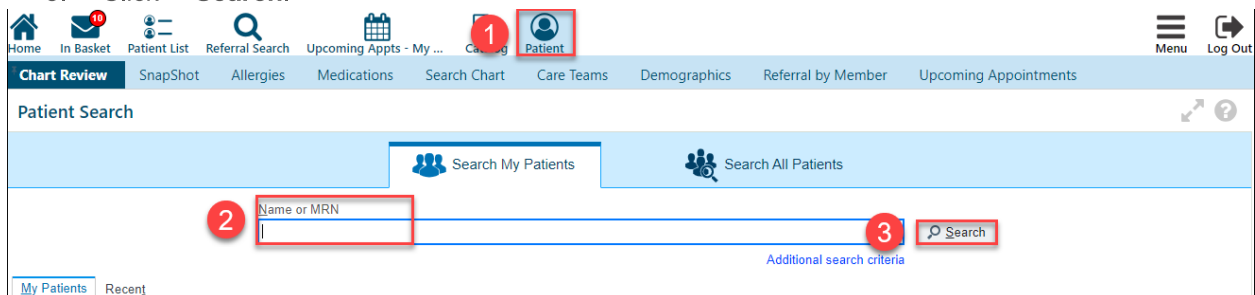 10
1
Home In Basket Patient List Referral Search Upcoming Appts - My ... Patient Menu Log Out
Chart Review SnapShot Allergies Medications Search Chart Care Teams Demographics Referral by Member Upcoming Appointments
Patient Search
Search My Patients Search All Patients
Name or MRN
2 3 Search
Additional search criteria
My Patients Recent